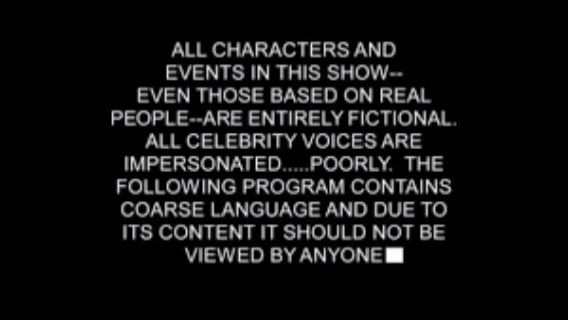 ALL CHARACTERS AND
EVENTS IN THIS SHOW--
EVEN THOSE BASED ON REAL
PEOPLE--ARE ENTIRELY FICTIONAL.
ALL CELEBRITY VOICES ARE
IMPERSONATED.....POORLY. THE
FOLLOWING PROGRAM CONTAINS
COARSE LANGUAGE AND DUE TO
ITS CONTENT IT SHOULD NOT BE
VIEWED BY ANYONE